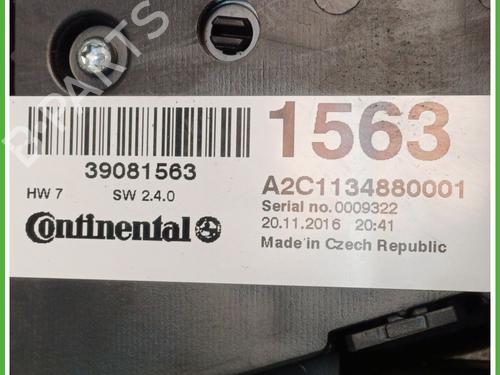 B-PARTS
1563
39081563
A2C1134880001
HW 7 SW 2.4.0
Serial no. 0009322
20.11.2016 20:41
Continental
Made in Czech Republic